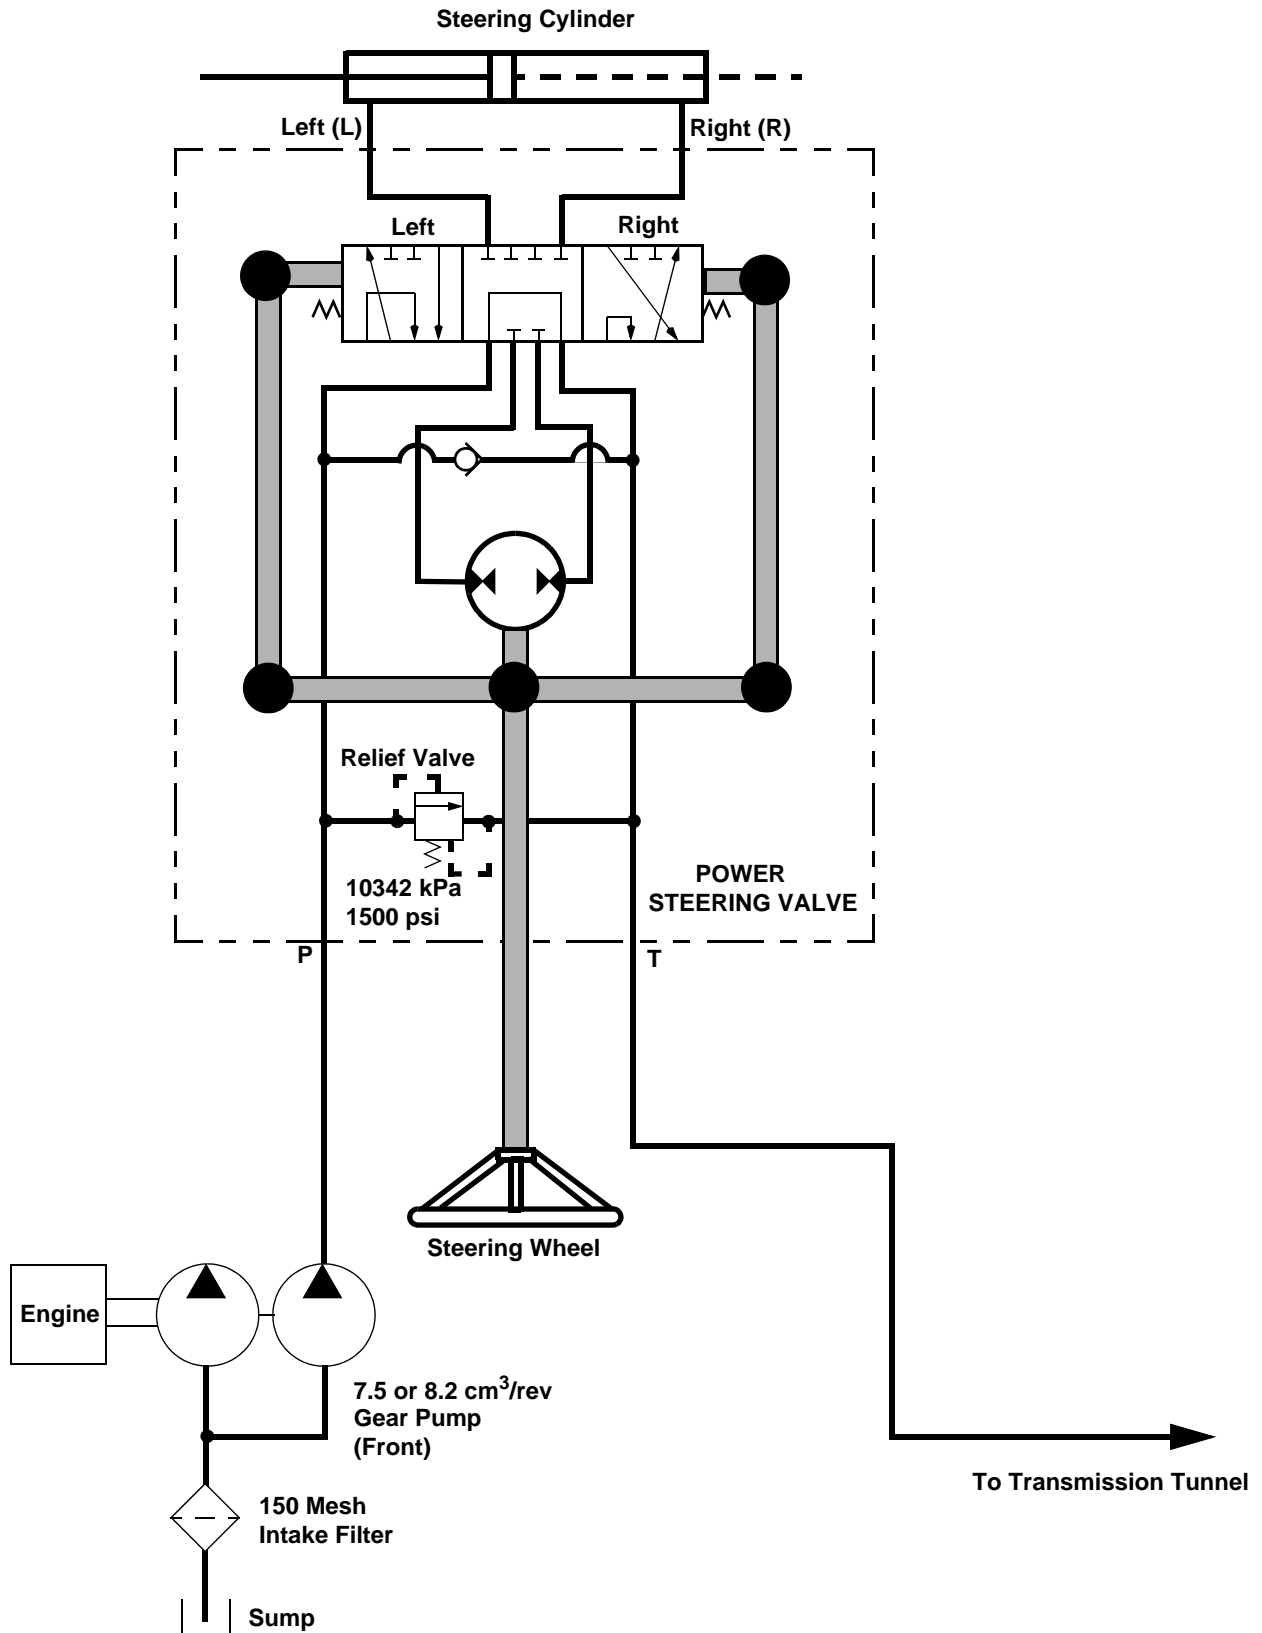 Steering Cylinder
Left (L)
Right (R)
Left
Right
Relief Valve
10342 kPa
1500 psi
POWER
STEERING VALVE
P
T
Steering Wheel
Engine
7.5 or 8.2 cm³/rev
Gear Pump
(Front)
To Transmission Tunnel
150 Mesh
Intake Filter
Sump